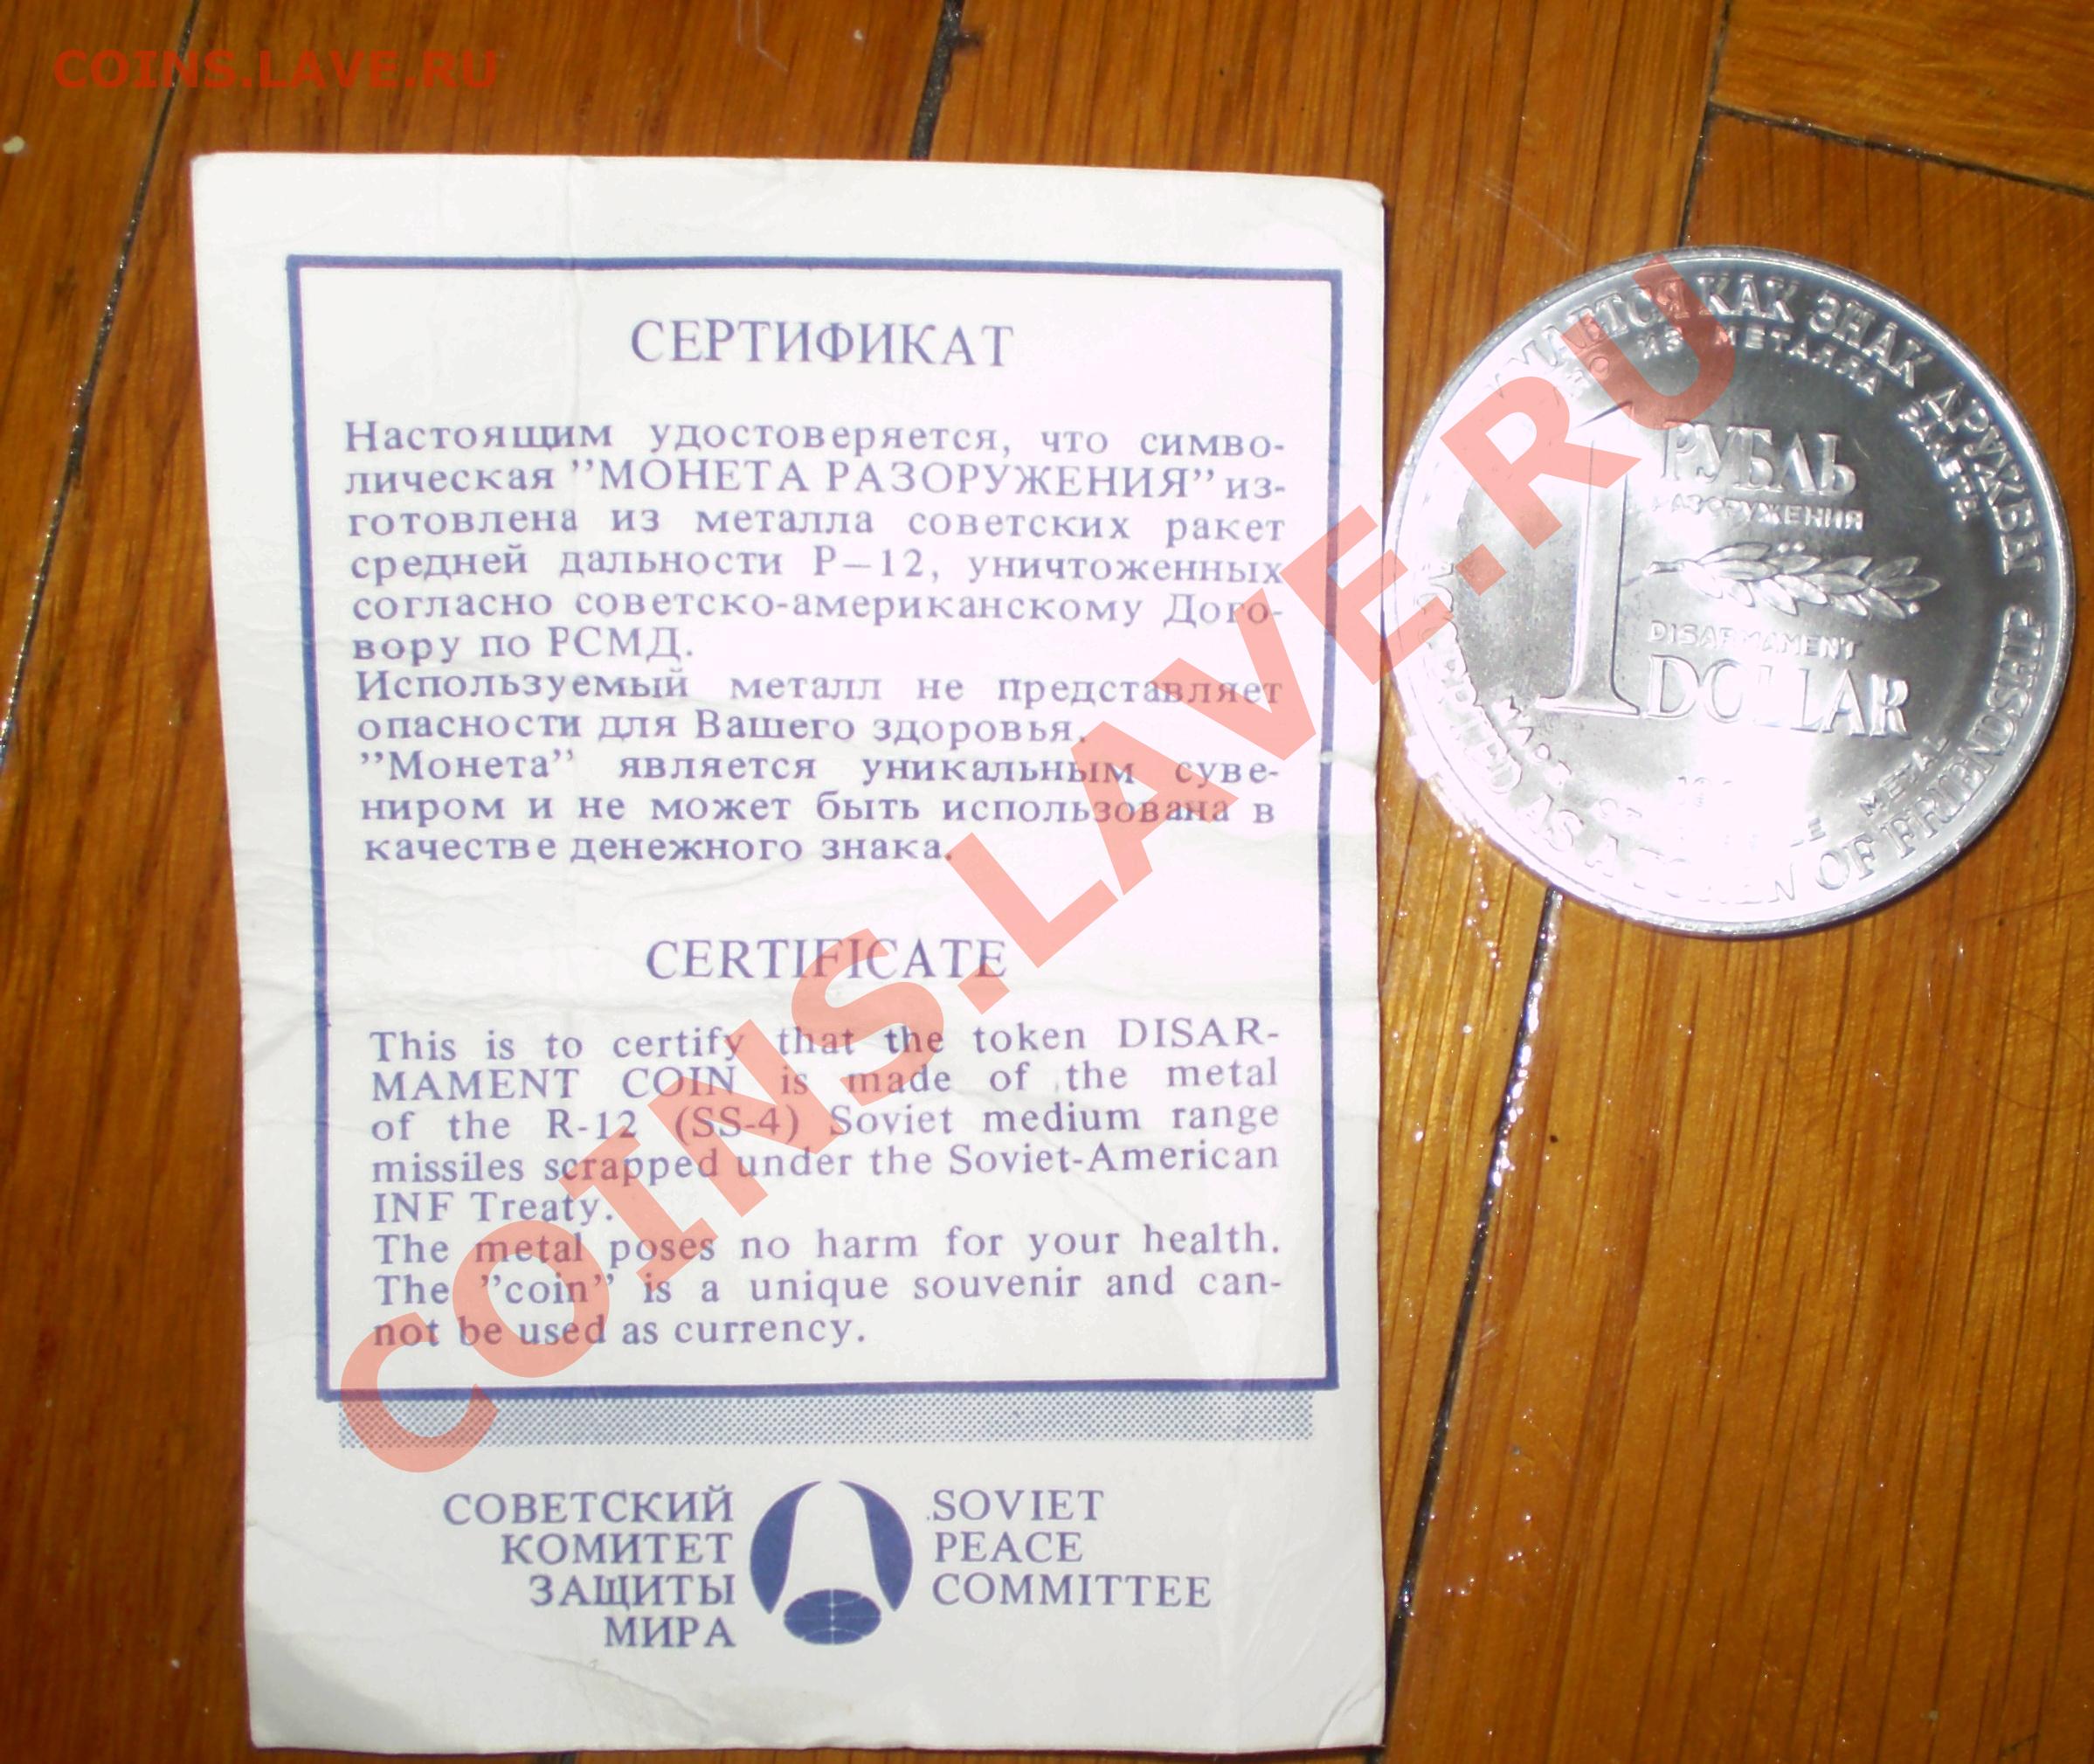 COINS.LAVE.RU
СЕРТИФИКАТ
Настоящим удостоверяется, что симво-
лическая ”МОНЕТА РАЗОРУЖЕНИЯ” из-
готовлена из металла советских ракет
средней дальности Р—12, уничтоженных
согласно советско-американскому Дого-
вору по РСМД.
Используемый металл не представляет
опасности для Вашего здоровья.
”Монета” является уникальным суве-
ниром и не может быть использована в
качестве денежного знака.
CERTIFICATE
This is to certify that the token DISAR-
MAMENT COIN is made of the metal
of the R-12 (SS-4) Soviet medium range
missiles scrapped under the Soviet-American
INF Treaty.
The metal poses no harm for your health.
The ”coin” is a unique souvenir and can-
not be used as currency.
СОВЕТСКИЙ
КОМИТЕТ
ЗАЩИТЫ
МИРА
SOVIET
PEACE
COMMITTEE
КАК ЗНАК ДРУЖБЫ
ИЗ МЕТАЛЛА РАКЕТЫ
1
РУБЛЬ
РАЗОРУЖЕНИЯ
DISARMAMENT
DOLLAR
METAL
AS A TOKEN OF FRIENDSHIP
COINS.LAVE.RU